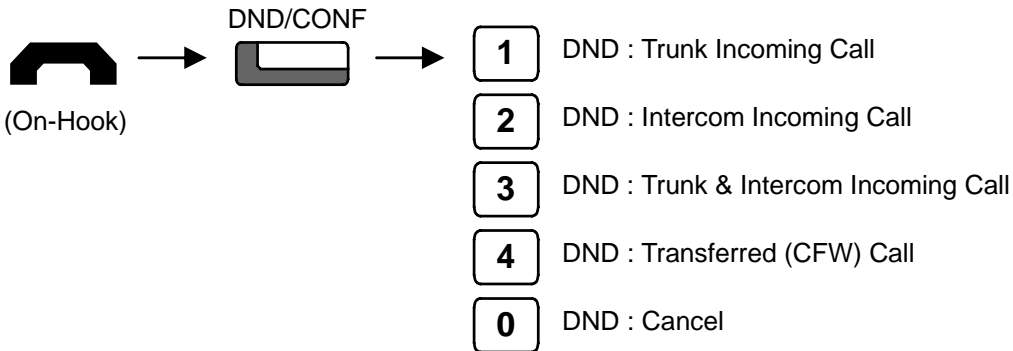 DND/CONF
(On-Hook)
1 DND : Trunk Incoming Call
2 DND : Intercom Incoming Call
3 DND : Trunk & Intercom Incoming Call
4 DND : Transferred (CFW) Call
0 DND : Cancel